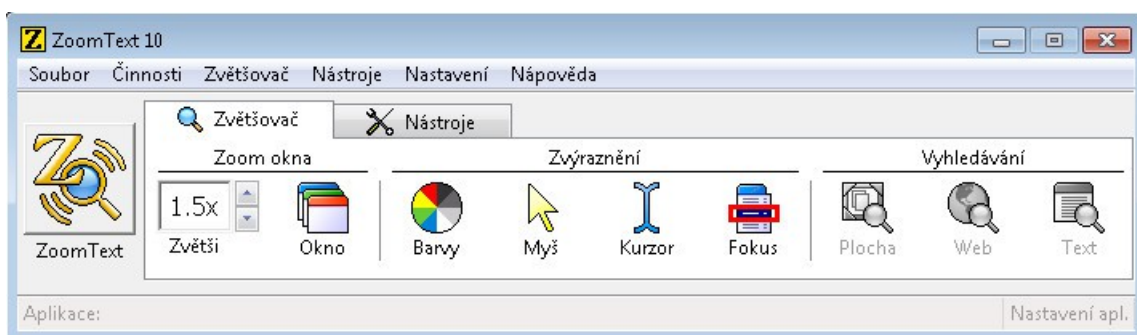 ZoomText 10
Soubor Činnosti Zvětšovač Nástroje Nastavení Nápověda
Zvětšovač Nástroje
Zoom okna Zvýraznění Vyhledávání
1.5x
ZoomText Zvětši Okno Barvy Myš Kurzor Fokus Plocha Web Text
Aplikace: Nastavení apl.